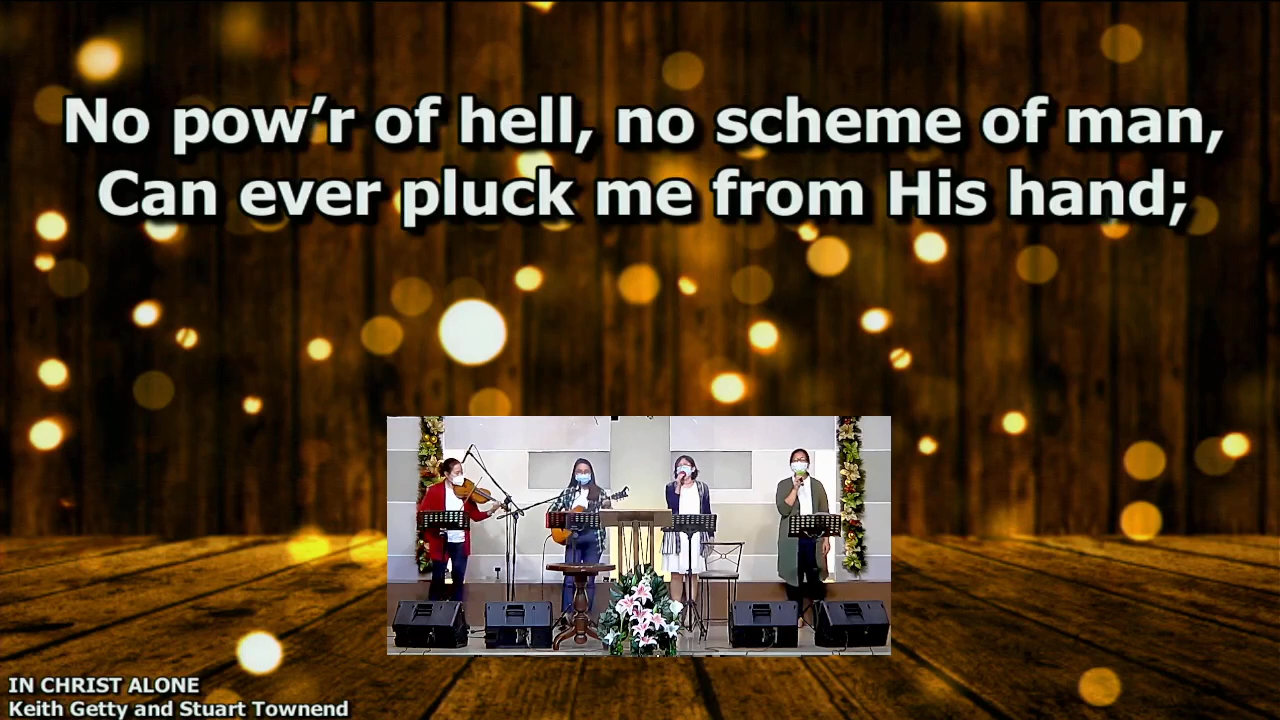 No pow’r of hell, no scheme of man,
Can ever pluck me from His hand;
IN CHRIST ALONE
Keith Getty and Stuart Townend